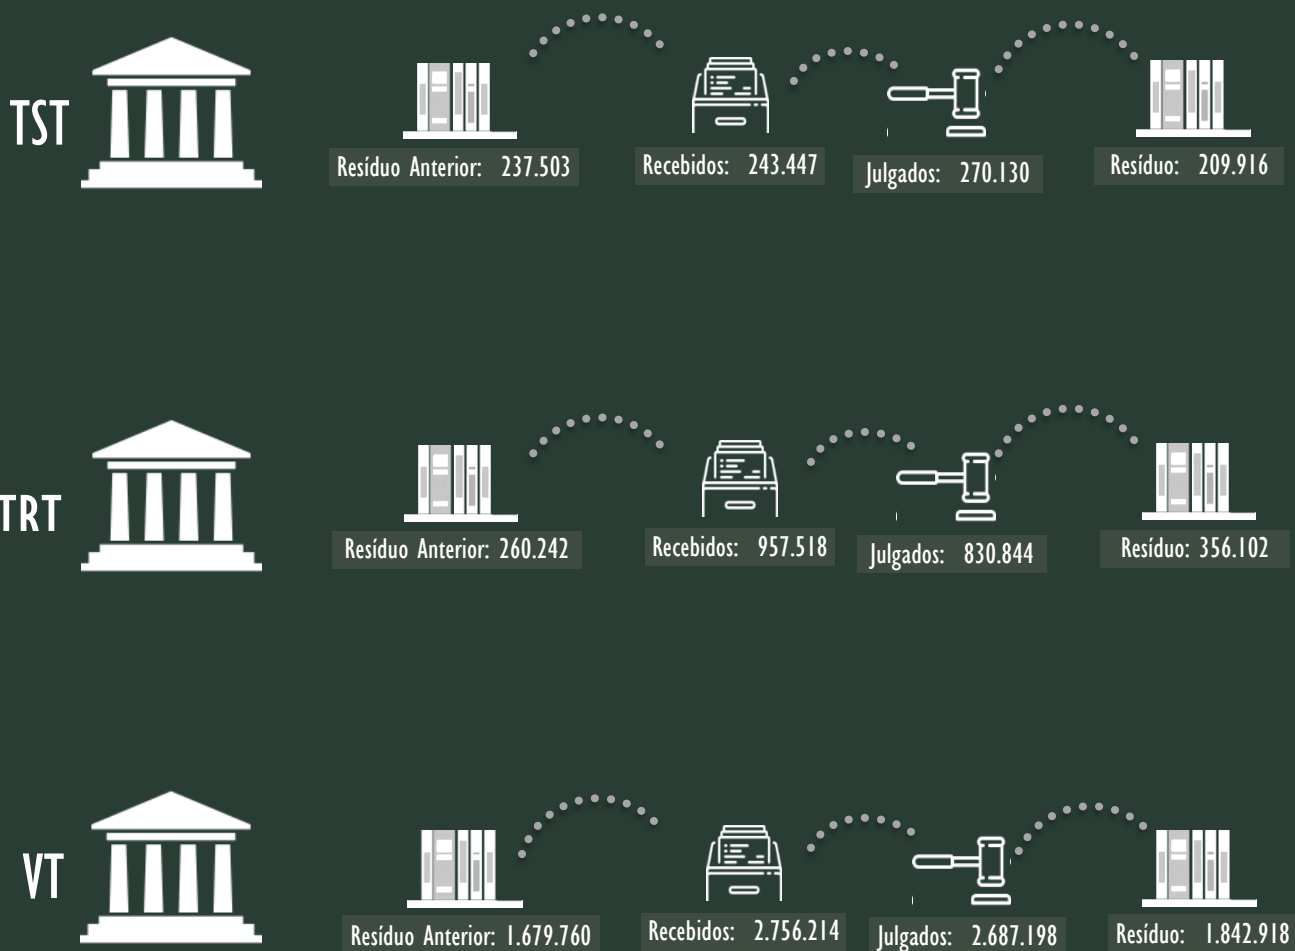 TST
Resíduo Anterior: 237.503
Recebidos: 243.447
Julgados: 270.130
Resíduo: 209.916
TRT
Resíduo Anterior: 260.242
Recebidos: 957.518
Julgados: 830.844
Resíduo: 356.102
VT
Resíduo Anterior: 1.679.760
Recebidos: 2.756.214
Julgados: 2.687.198
Resíduo: 1.842.918